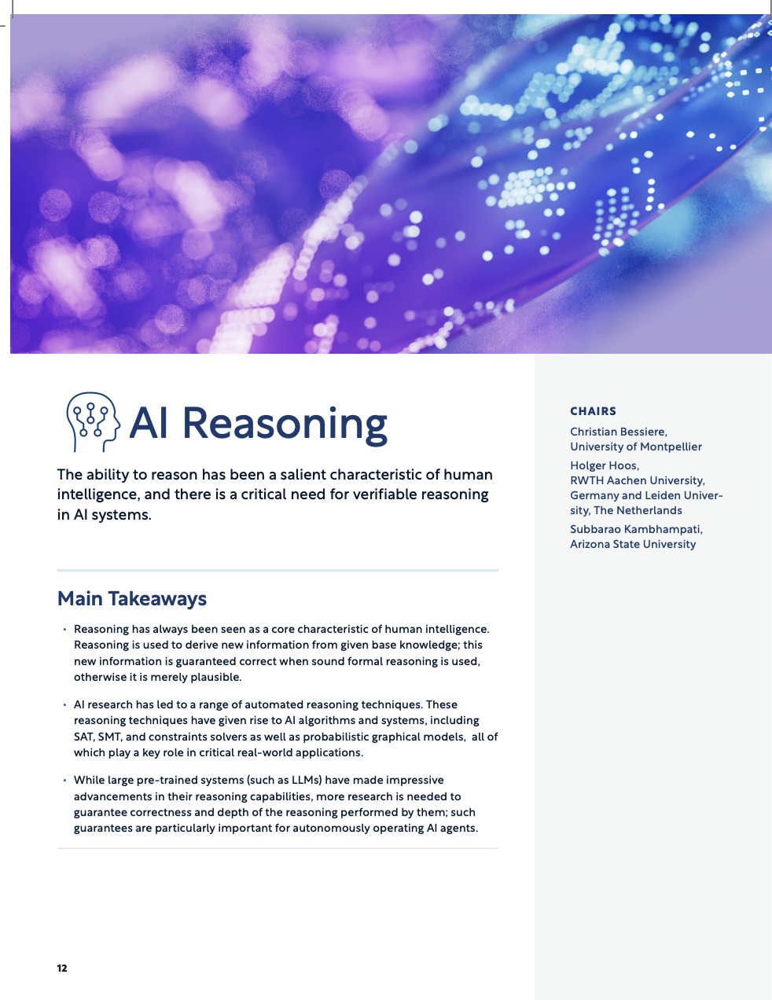 AI Reasoning
The ability to reason has been a salient characteristic of human
intelligence, and there is a critical need for verifiable reasoning
in AI systems.
Main Takeaways
• Reasoning has always been seen as a core characteristic of human intelligence.
Reasoning is used to derive new information from given base knowledge; this
new information is guaranteed correct when sound formal reasoning is used,
otherwise it is merely plausible.
• AI research has led to a range of automated reasoning techniques. These
reasoning techniques have given rise to AI algorithms and systems, including
SAT, SMT, and constraints solvers as well as probabilistic graphical models,  all of
which play a key role in critical real-world applications.
• While large pre-trained systems (such as LLMs) have made impressive
advancements in their reasoning capabilities, more research is needed to
guarantee correctness and depth of the reasoning performed by them; such
guarantees are particularly important for autonomously operating AI agents.
CHAIRS
Christian Bessiere,
University of Montpellier
Holger Hoos,
RWTH Aachen University,
Germany and Leiden Univer-
sity, The Netherlands
Subbarao Kambhampati,
Arizona State University
12